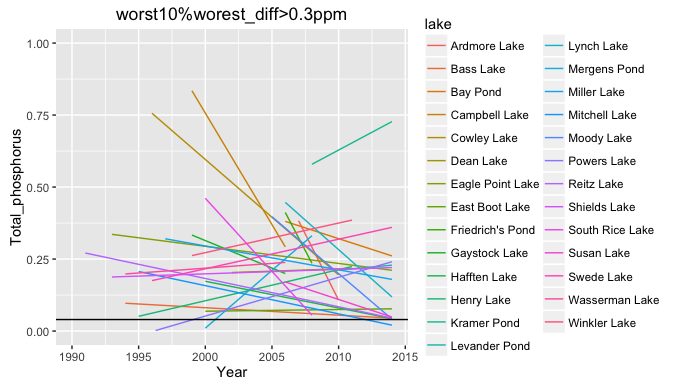 worst10%worest_diff>0.3ppm
1.00
0.75
0.50
0.25
0.00
Total_phosphorus
1990 1995 2000 2005 2010 2015
Year
lake
Ardmore Lake
Bass Lake
Bay Pond
Campbell Lake
Cowley Lake
Dean Lake
Eagle Point Lake
East Boot Lake
Friedrich's Pond
Gaystock Lake
Hafften Lake
Henry Lake
Kramer Pond
Levander Pond
Lynch Lake
Mergens Pond
Miller Lake
Mitchell Lake
Moody Lake
Powers Lake
Reitz Lake
Shields Lake
South Rice Lake
Susan Lake
Swede Lake
Wasserman Lake
Winkler Lake